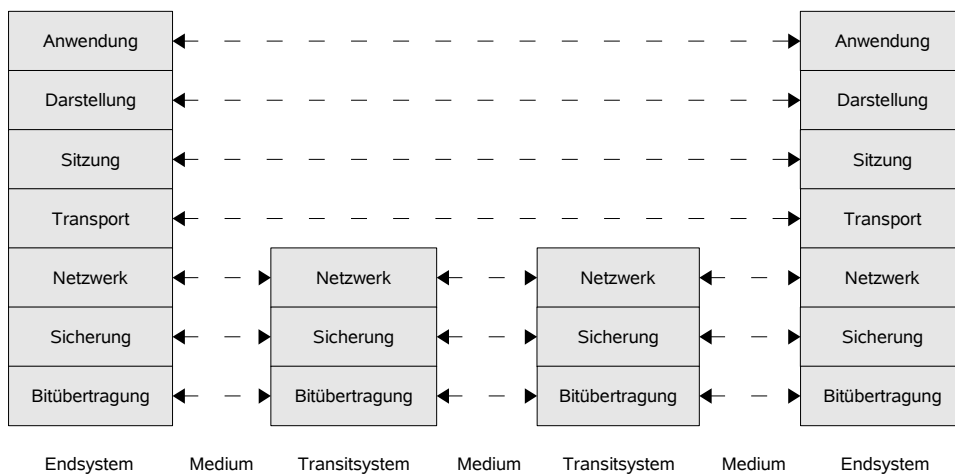 Anwendung Anwendung
Darstellung Darstellung
Sitzung Sitzung
Transport Transport
Netzwerk Netzwerk Netzwerk Netzwerk
Sicherung Sicherung Sicherung Sicherung
Bitübertragung Bitübertragung Bitübertragung Bitübertragung
Endsystem Medium Transitsystem Medium Transitsystem Medium Endsystem